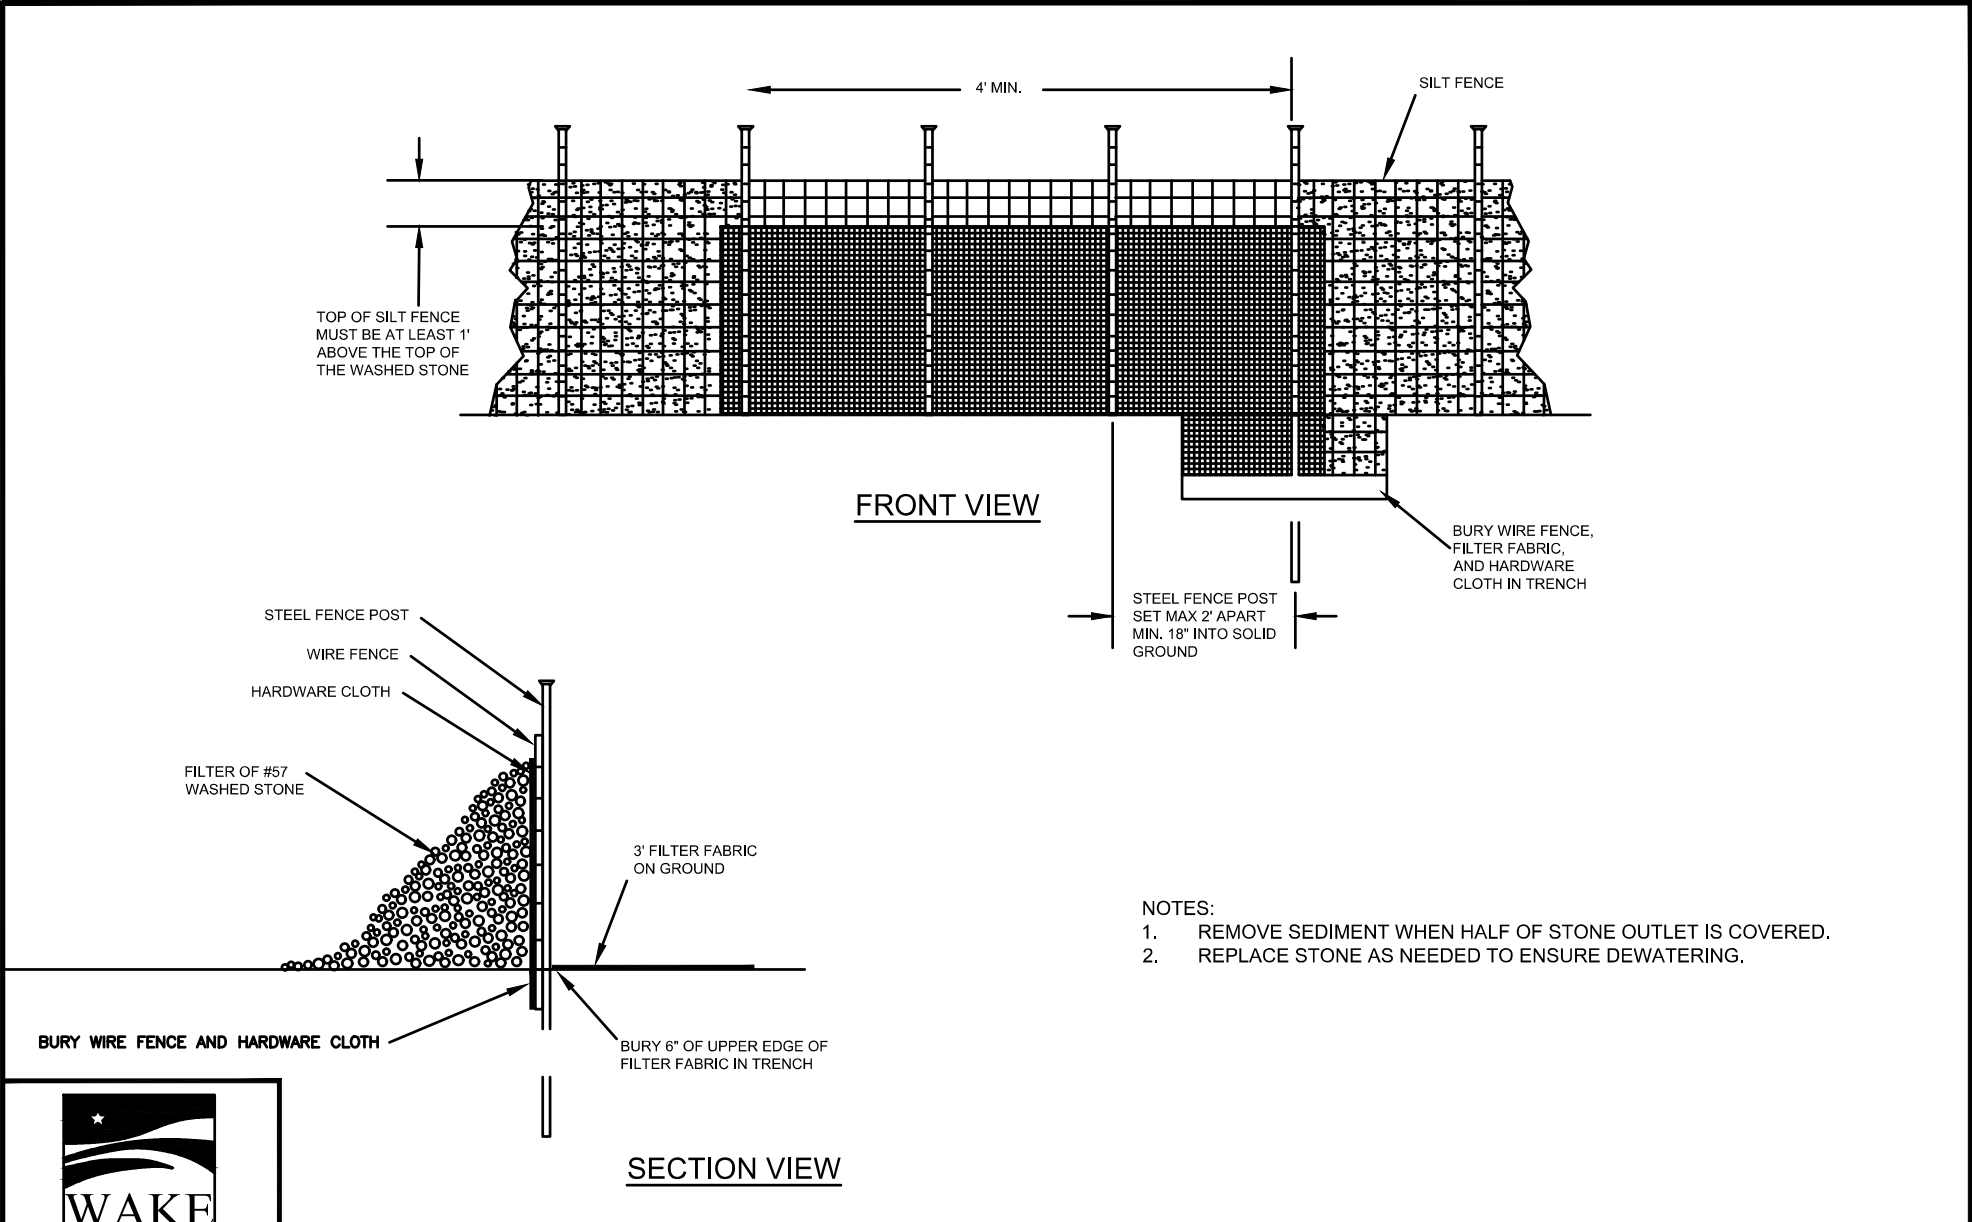 4' MIN.
SILT FENCE
TOP OF SILT FENCE
MUST BE AT LEAST 1'
ABOVE THE TOP OF
THE WASHED STONE
FRONT VIEW
BURY WIRE FENCE,
FILTER FABRIC,
AND HARDWARE
CLOTH IN TRENCH
STEEL FENCE POST
SET MAX 2' APART
MIN. 18" INTO SOLID
GROUND
STEEL FENCE POST
WIRE FENCE
HARDWARE CLOTH
FILTER OF #57
WASHED STONE
3' FILTER FABRIC
ON GROUND
NOTES:
1. REMOVE SEDIMENT WHEN HALF OF STONE OUTLET IS COVERED.
2. REPLACE STONE AS NEEDED TO ENSURE DEWATERING.
BURY WIRE FENCE AND HARDWARE CLOTH
BURY 6" OF UPPER EDGE OF
FILTER FABRIC IN TRENCH
SECTION VIEW
WAKE